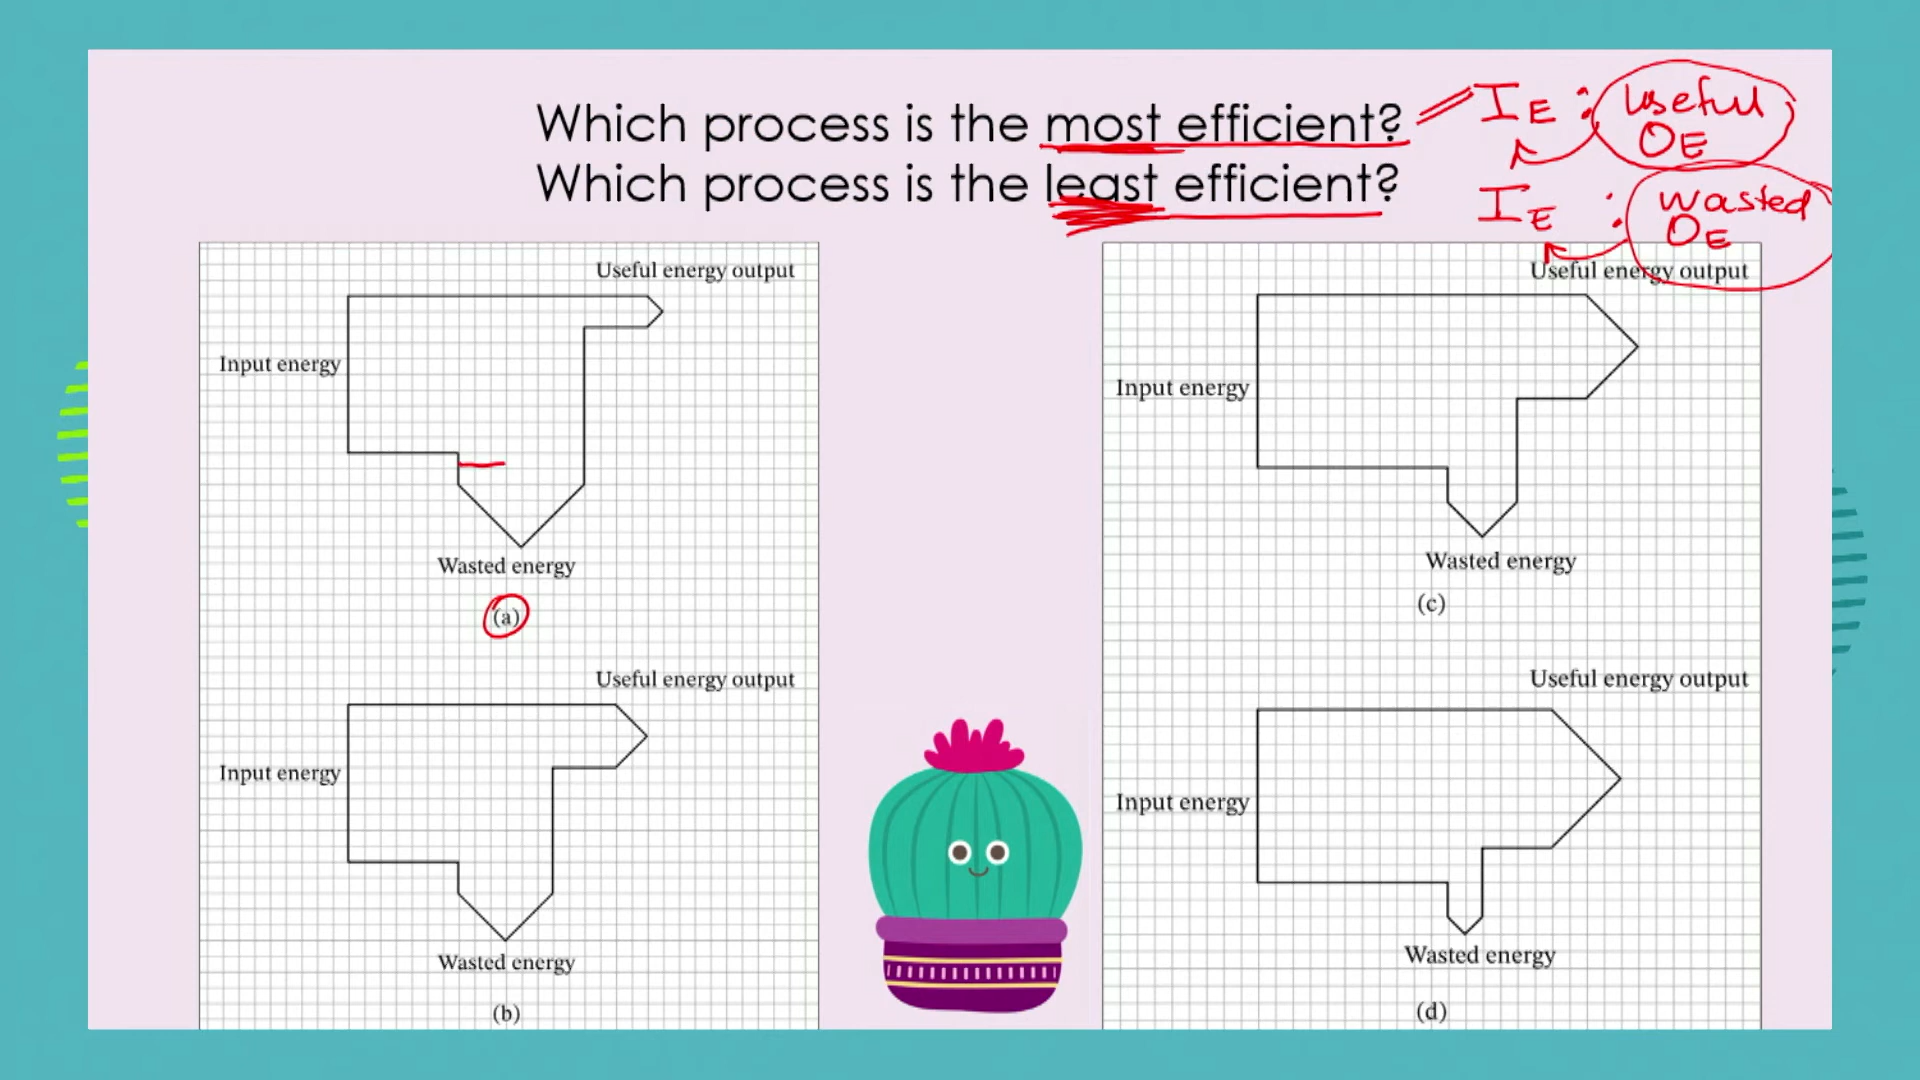 Which process is the most efficient?
Which process is the least efficient?
IE : Useful OE
IE : wasted OE
Useful energy output
Input energy
Wasted energy
(a)
Useful energy output
Input energy
Wasted energy
(b)
Useful energy output
Input energy
Wasted energy
(c)
Useful energy output
Input energy
Wasted energy
(d)